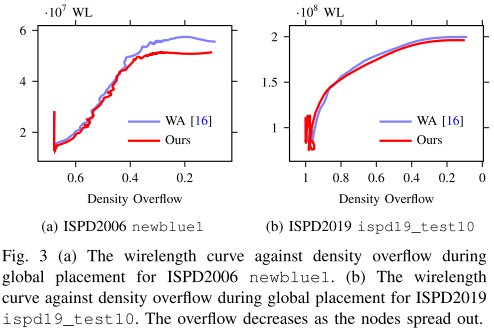 ·10⁷ WL
6
4
2
0.6 0.4 0.2
Density Overflow
WA [16]
Ours
(a) ISPD2006 newblue1
·10⁸ WL
2
1.5
1
1 0.8 0.6 0.4 0.2 0
Density Overflow
WA [16]
Ours
(b) ISPD2019 ispd19_test10
Fig. 3 (a) The wirelength curve against density overflow during
global placement for ISPD2006 newblue1. (b) The wirelength
curve against density overflow during global placement for ISPD2019
ispd19_test10. The overflow decreases as the nodes spread out.